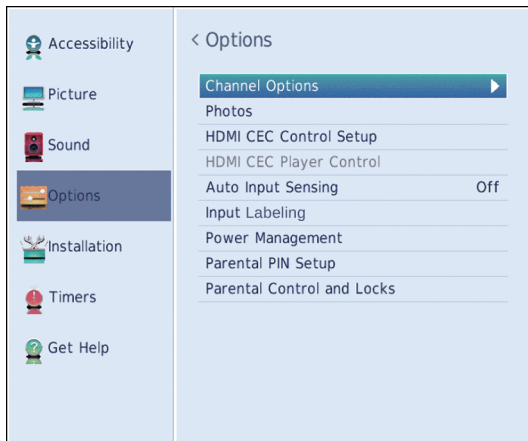 Accessibility
Picture
Sound
Options
Installation
Timers
Get Help
< Options
Channel Options
Photos
HDMI CEC Control Setup
HDMI CEC Player Control
Auto Input Sensing Off
Input Labeling
Power Management
Parental PIN Setup
Parental Control and Locks